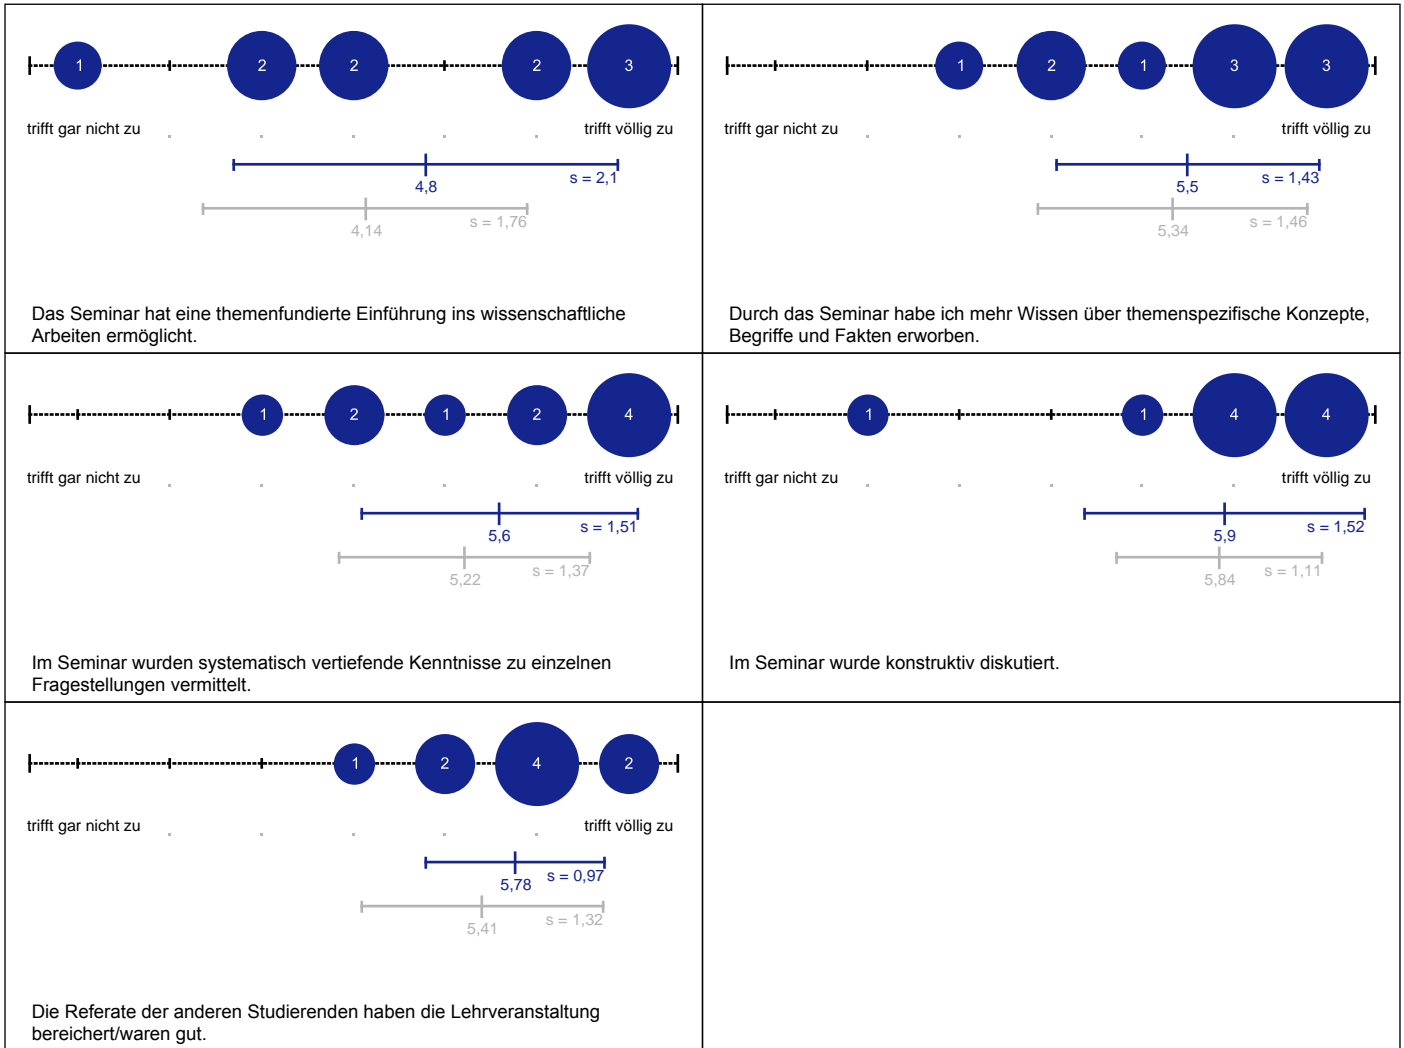 1 2 2 2 3
trifft gar nicht zu trifft völlig zu
4,8 s = 2,1
4,14 s = 1,76
Das Seminar hat eine themenfundierte Einführung ins wissenschaftliche
Arbeiten ermöglicht.
1 2 1 3 3
trifft gar nicht zu trifft völlig zu
5,5 s = 1,43
5,34 s = 1,46
Durch das Seminar habe ich mehr Wissen über themenspezifische Konzepte,
Begriffe und Fakten erworben.
1 2 1 2 4
trifft gar nicht zu trifft völlig zu
5,6 s = 1,51
5,22 s = 1,37
Im Seminar wurden systematisch vertiefende Kenntnisse zu einzelnen
Fragestellungen vermittelt.
1 1 4 4
trifft gar nicht zu trifft völlig zu
5,9 s = 1,52
5,84 s = 1,11
Im Seminar wurde konstruktiv diskutiert.
1 2 4 2
trifft gar nicht zu trifft völlig zu
5,78 s = 0,97
5,41 s = 1,32
Die Referate der anderen Studierenden haben die Lehrveranstaltung
bereichert/waren gut.